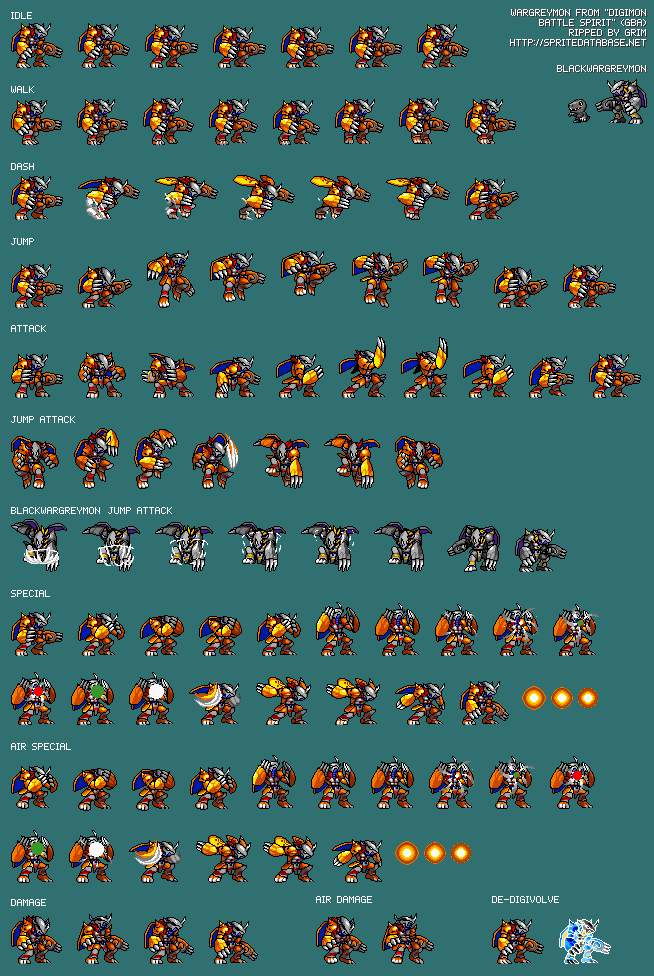 IDLE
WARGREYMON FROM "DIGIMON
BATTLE SPIRIT" (GBA)
RIPPED BY GRIM
HTTP://SPRITEDATABASE.NET
BLACKWARGREYMON
WALK
DASH
JUMP
ATTACK
JUMP ATTACK
BLACKWARGREYMON JUMP ATTACK
SPECIAL
AIR SPECIAL
DAMAGE
AIR DAMAGE
DE-DIGIVOLVE